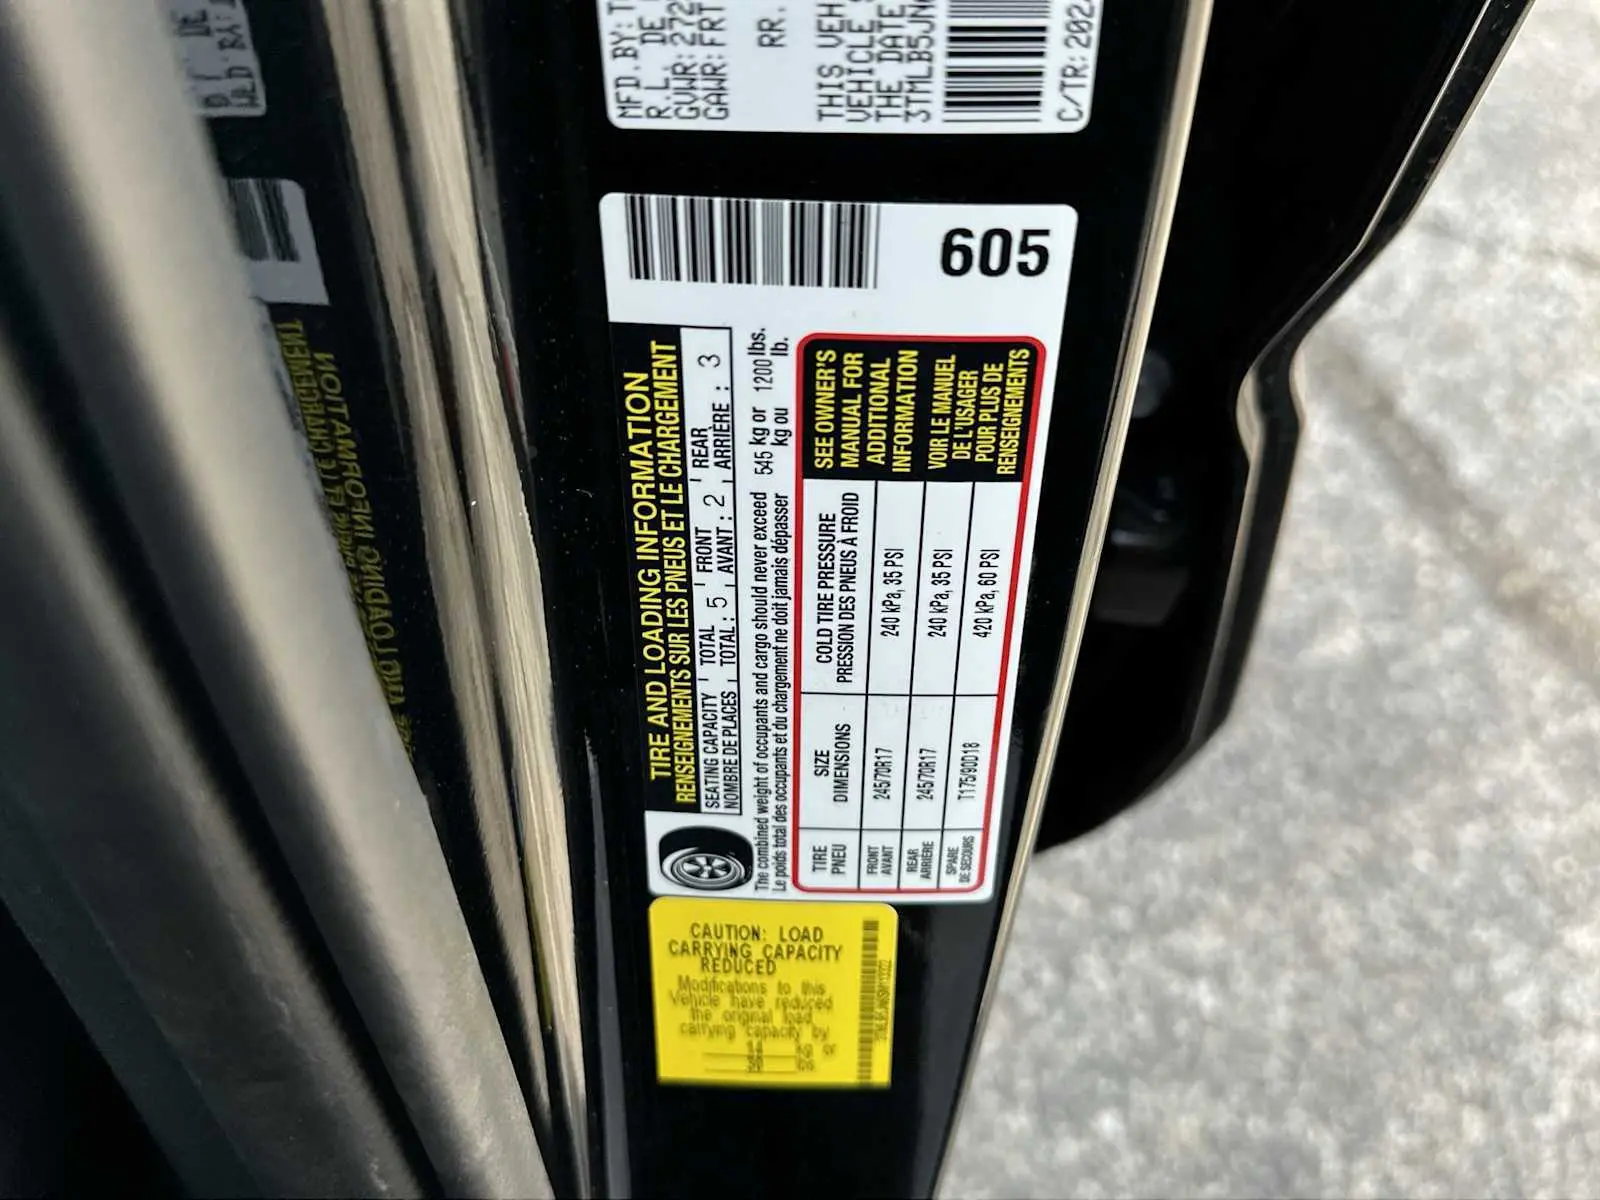 MFD.BY:T
R.L. DE
GVWR:272
GAWR:FRT
RR.
THIS VEH
VEHICLE S
THE DATE
3TMLB5JN
C/TR:202
605
TIRE AND LOADING INFORMATION
RENSEIGNEMENTS SUR LES PNEUS ET LE CHARGEMENT
SEATING CAPACITY TOTAL 5 FRONT 2 REAR 3
NOMBRE DE PLACES TOTAL : AVANT : ARRIÈRE :
The combined weight of occupants and cargo should never exceed 545 kg or 1200 lbs.
Le poids total des occupants et du chargement ne doit jamais dépasser kg ou lb.
TIRE SIZE COLD TIRE PRESSURE
PNEU DIMENSIONS PRESSION DES PNEUS À FROID
FRONT
AVANT 245/70R17 240 kPa, 35 PSI
REAR
ARRIÈRE 245/70R17 240 kPa, 35 PSI
SPARE
DE SECOURS T175/90D18 420 kPa, 60 PSI
SEE OWNER'S
MANUAL FOR
ADDITIONAL
INFORMATION
VOIR LE MANUEL
DE L'USAGER
POUR PLUS DE
RENSEIGNEMENTS
CAUTION: LOAD
CARRYING CAPACITY
REDUCED
Modifications to this
Vehicle have reduced
the original load
carrying capacity by
kg or